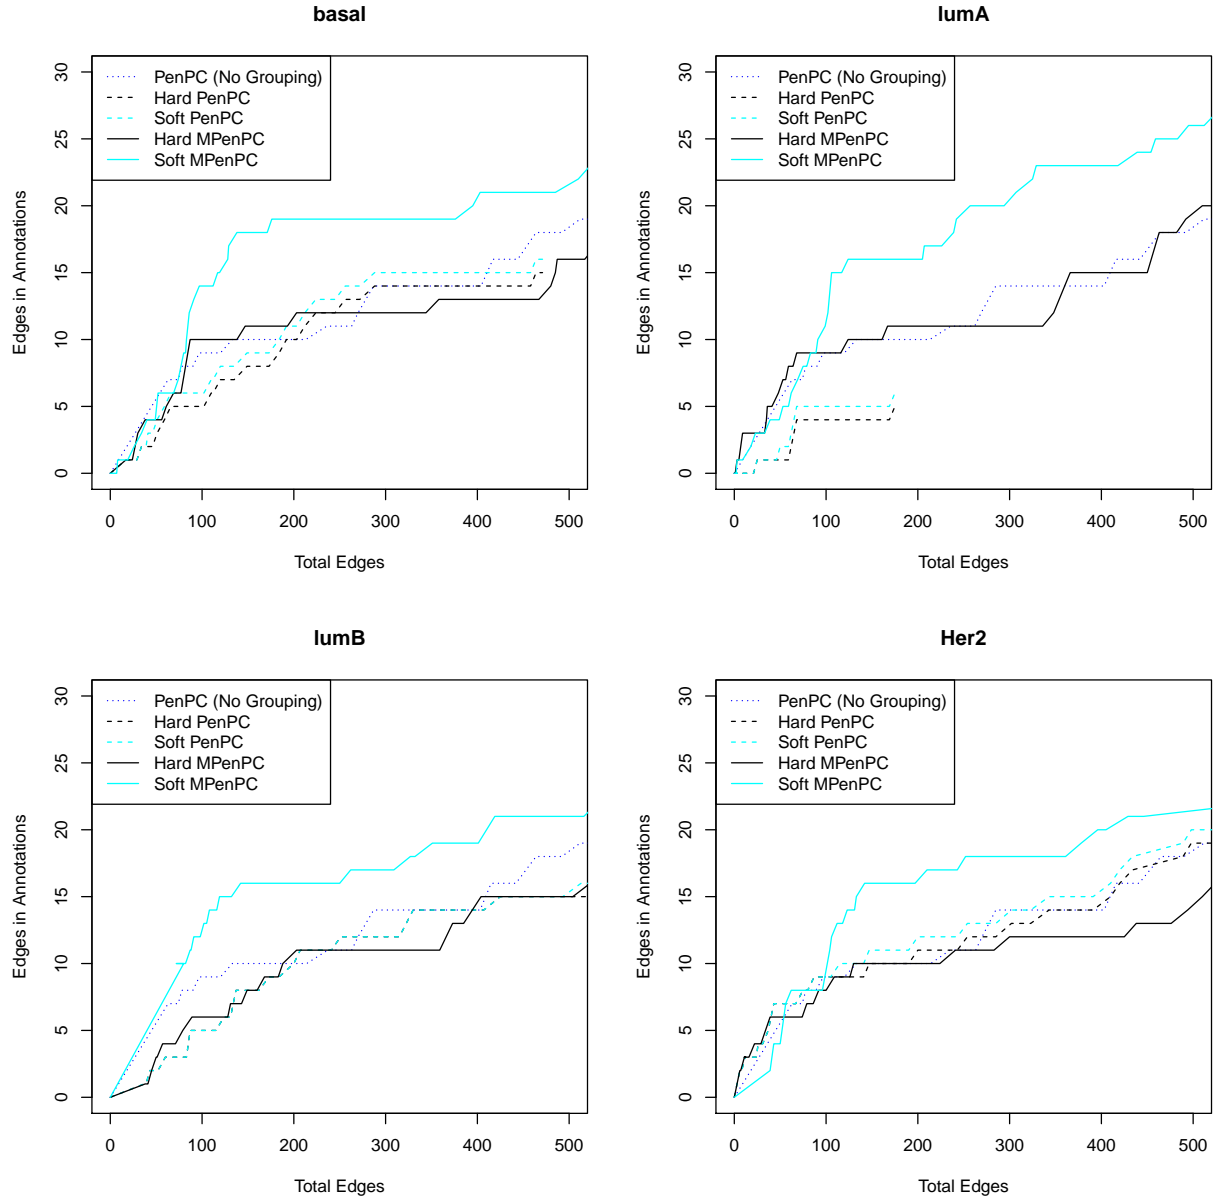 basal
30
25
20
15
10
5
0
Edges in Annotations
PenPC (No Grouping)
Hard PenPC
Soft PenPC
Hard MPenPC
Soft MPenPC
0 100 200 300 400 500
Total Edges
lumA
30
25
20
15
10
5
0
Edges in Annotations
PenPC (No Grouping)
Hard PenPC
Soft PenPC
Hard MPenPC
Soft MPenPC
0 100 200 300 400 500
Total Edges
lumB
30
25
20
15
10
5
0
Edges in Annotations
PenPC (No Grouping)
Hard PenPC
Soft PenPC
Hard MPenPC
Soft MPenPC
0 100 200 300 400 500
Total Edges
Her2
30
25
20
15
10
5
0
Edges in Annotations
PenPC (No Grouping)
Hard PenPC
Soft PenPC
Hard MPenPC
Soft MPenPC
0 100 200 300 400 500
Total Edges